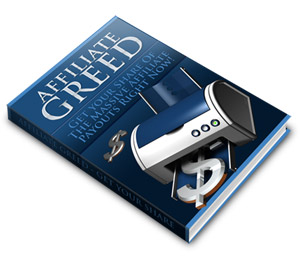 AFFILIATE
GREED
GET YOUR SHARE OF
THE MASSIVE AFFILIATE
PAYOUTS RIGHT NOW!
$
$
AFFILIATE GREED - GET YOUR SHARE